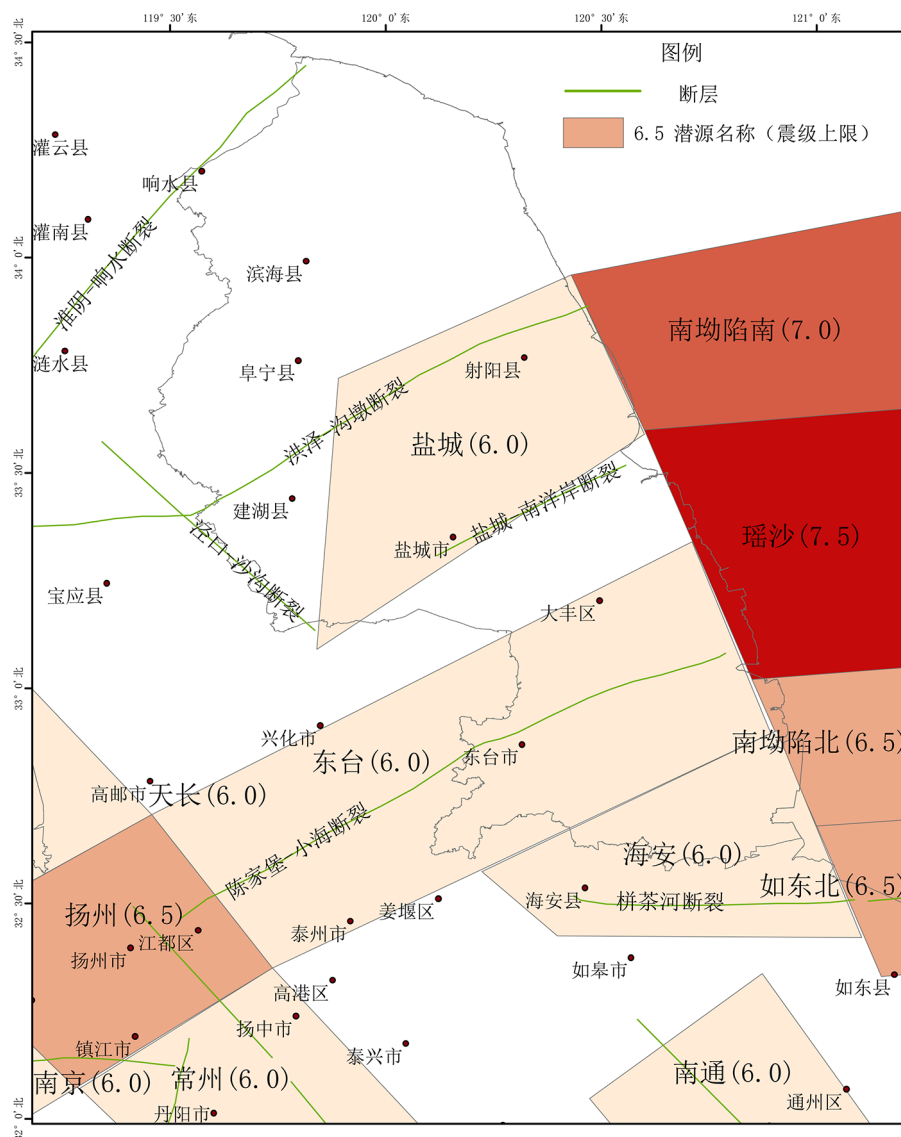 119° 30′东
120° 0′东
120° 30′东
121° 0′东
34° 30′北
图例
断层
6.5 潜源名称（震级上限）
灌云县
响水县
灌南县
淮阴-响水断裂
34° 0′北
滨海县
南坳陷南(7.0)
涟水县
阜宁县
射阳县
洪泽-沟墩断裂
盐城(6.0)
33° 30′北
建湖县
盐城-南洋岸断裂
瑶沙(7.5)
盐城市
泾口-沙沟断裂
宝应县
大丰区
33° 0′北
兴化市
南坳陷北(6.5)
东台(6.0)
东台市
高邮市
天长(6.0)
陈家堡-小海断裂
海安(6.0)
如东北(6.5)
32° 30′北
海安县
栟茶河断裂
姜堰区
扬州(6.5)
泰州市
江都区
扬州市
如皋市
高港区
如东县
扬中市
镇江市
泰兴市
南京(6.0)
常州(6.0)
南通(6.0)
通州区
丹阳市
2° 0′北